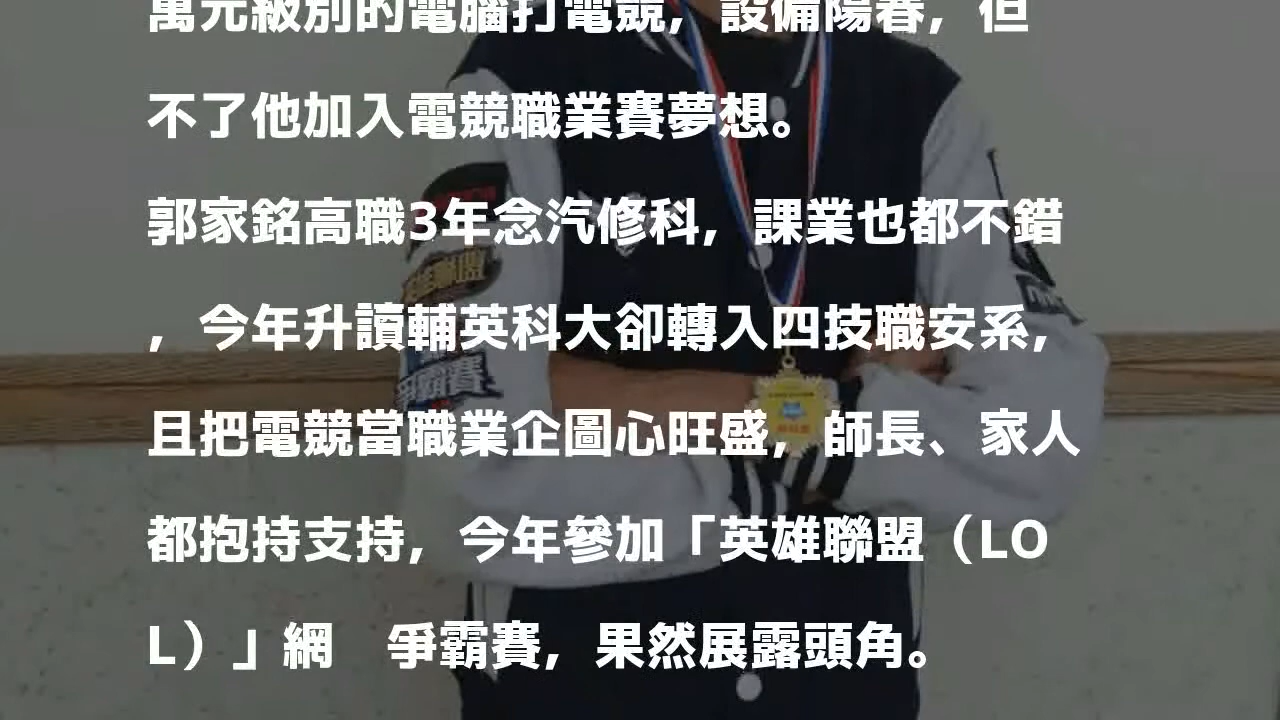 萬元級別的電腦打電競，設備陽春，但
不了他加入電競職業賽夢想。
郭家銘高職3年念汽修科，課業也都不錯
，今年升讀輔英科大卻轉入四技職安系，
且把電競當職業企圖心旺盛，師長、家人
都抱持支持，今年參加「英雄聯盟（LO
L）」網　爭霸賽，果然展露頭角。